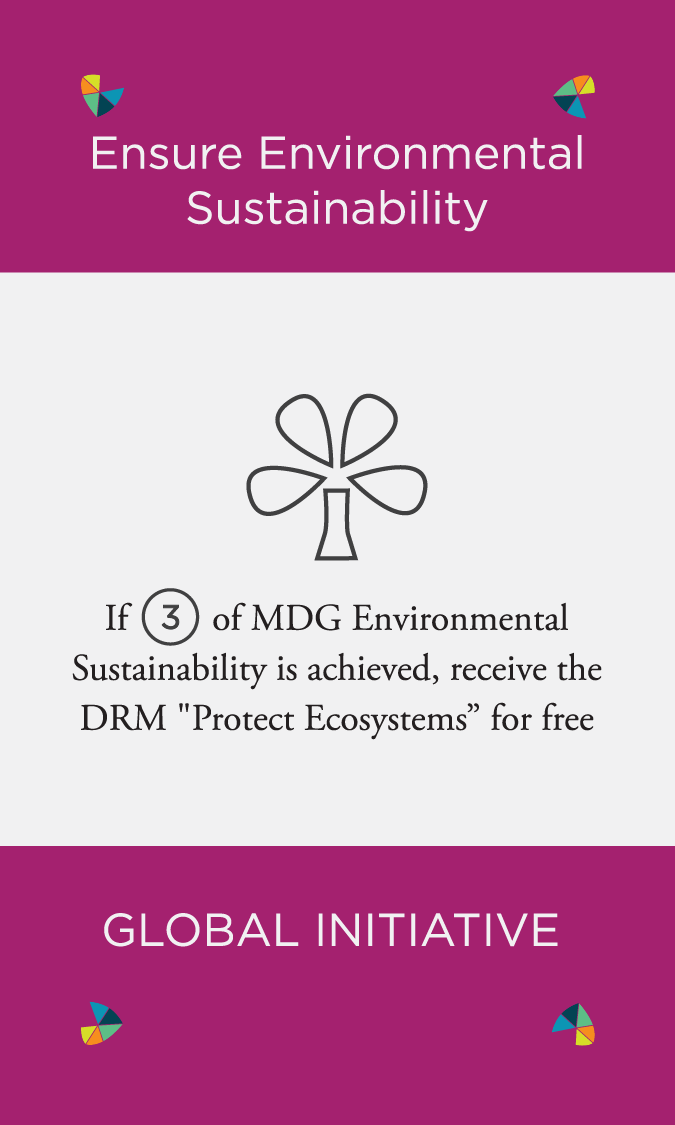 Ensure Environmental
Sustainability
If 3 of MDG Environmental
Sustainability is achieved, receive the
DRM "Protect Ecosystems” for free
GLOBAL INITIATIVE